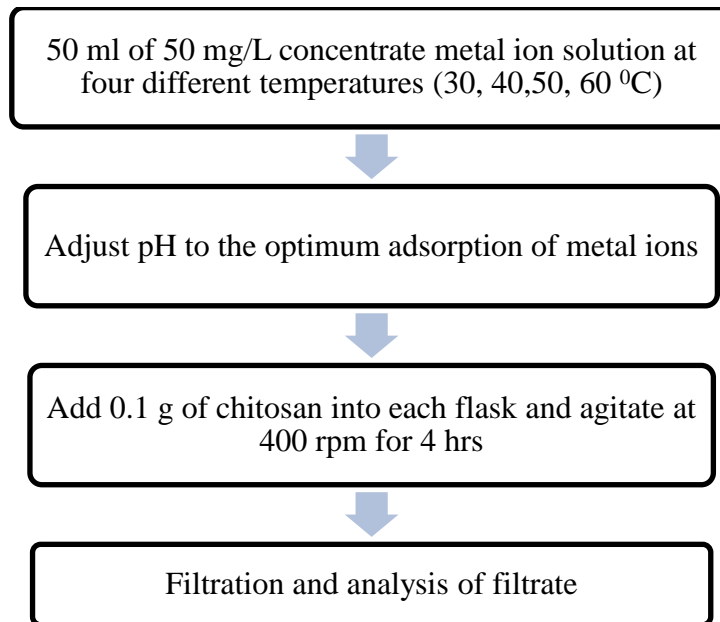 50 ml of 50 mg/L concentrate metal ion solution at
four different temperatures (30, 40,50, 60 ⁰C)
Adjust pH to the optimum adsorption of metal ions
Add 0.1 g of chitosan into each flask and agitate at
400 rpm for 4 hrs
Filtration and analysis of filtrate